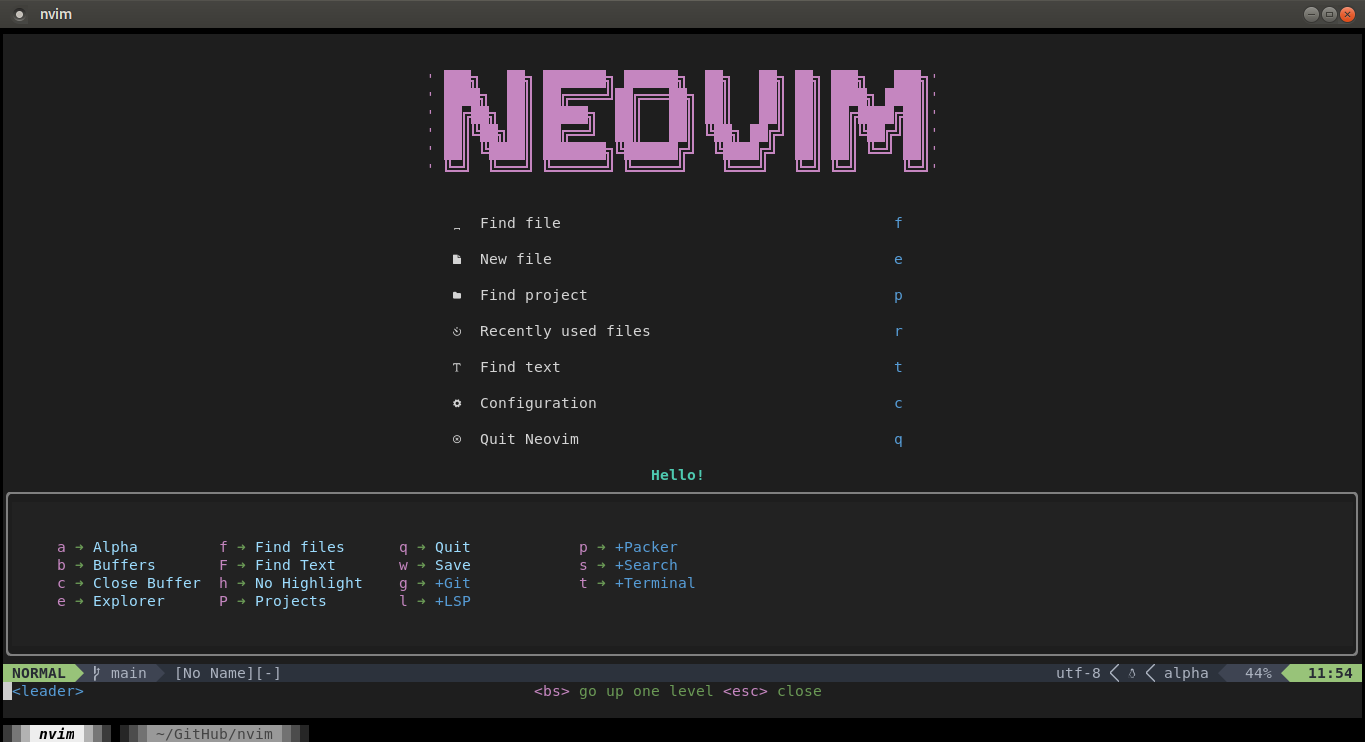 nvim
NEOVIM
Find file f
New file e
Find project p
Recently used files r
Find text t
Configuration c
Quit Neovim q
Hello!
a → Alpha f → Find files q → Quit p → +Packer
b → Buffers F → Find Text w → Save s → +Search
c → Close Buffer h → No Highlight g → +Git t → +Terminal
e → Explorer P → Projects l → +LSP
NORMAL main [No Name][-] utf-8 alpha 44% 11:54
<leader> <bs> go up one level <esc> close
nvim ~/GitHub/nvim